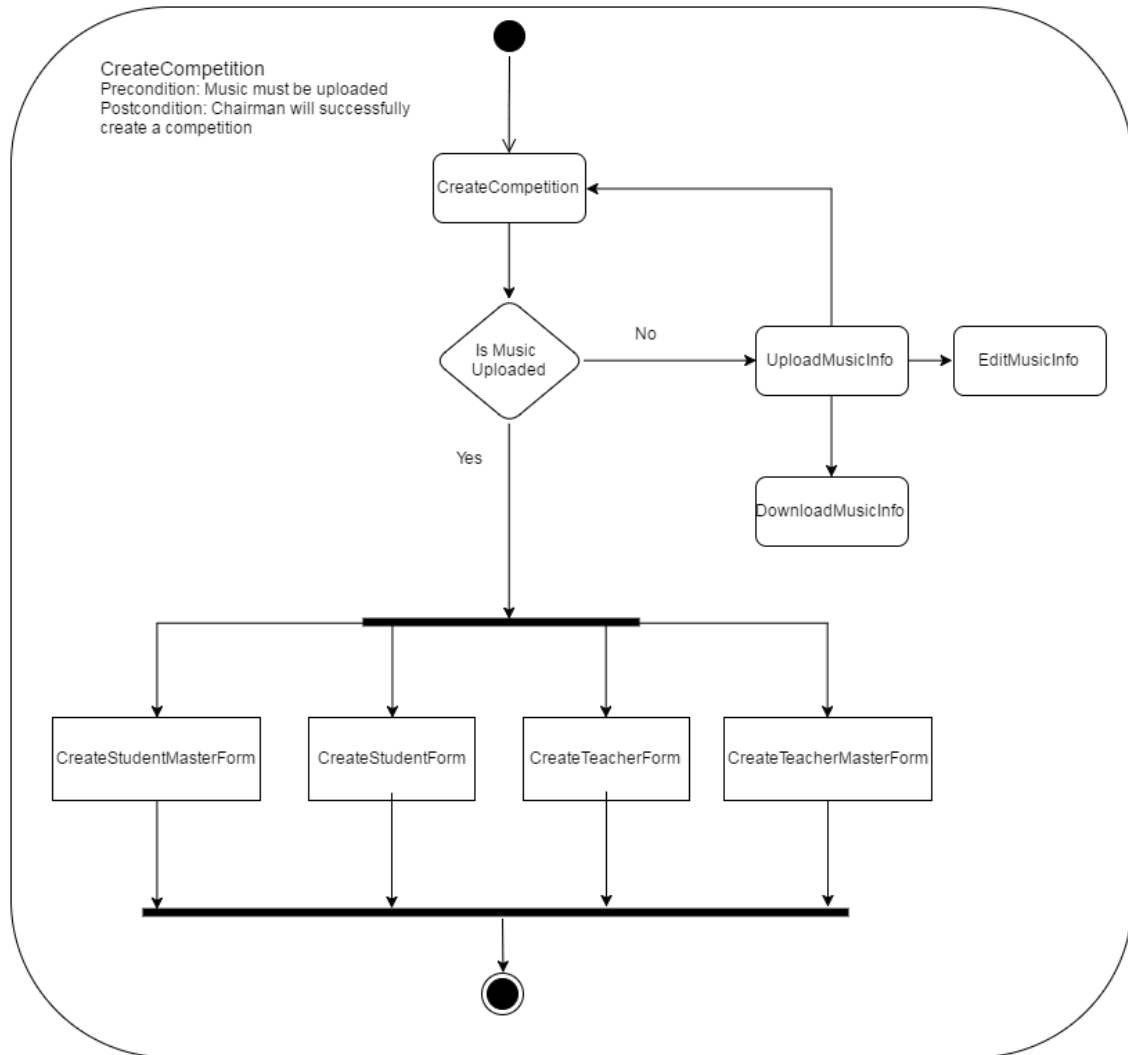 CreateCompetition
Precondition: Music must be uploaded
Postcondition: Chairman will successfully
create a competition
CreateCompetition
Is Music
Uploaded
No
UploadMusicInfo
EditMusicInfo
Yes
DownloadMusicInfo
CreateStudentMasterForm
CreateStudentForm
CreateTeacherForm
CreateTeacherMasterForm